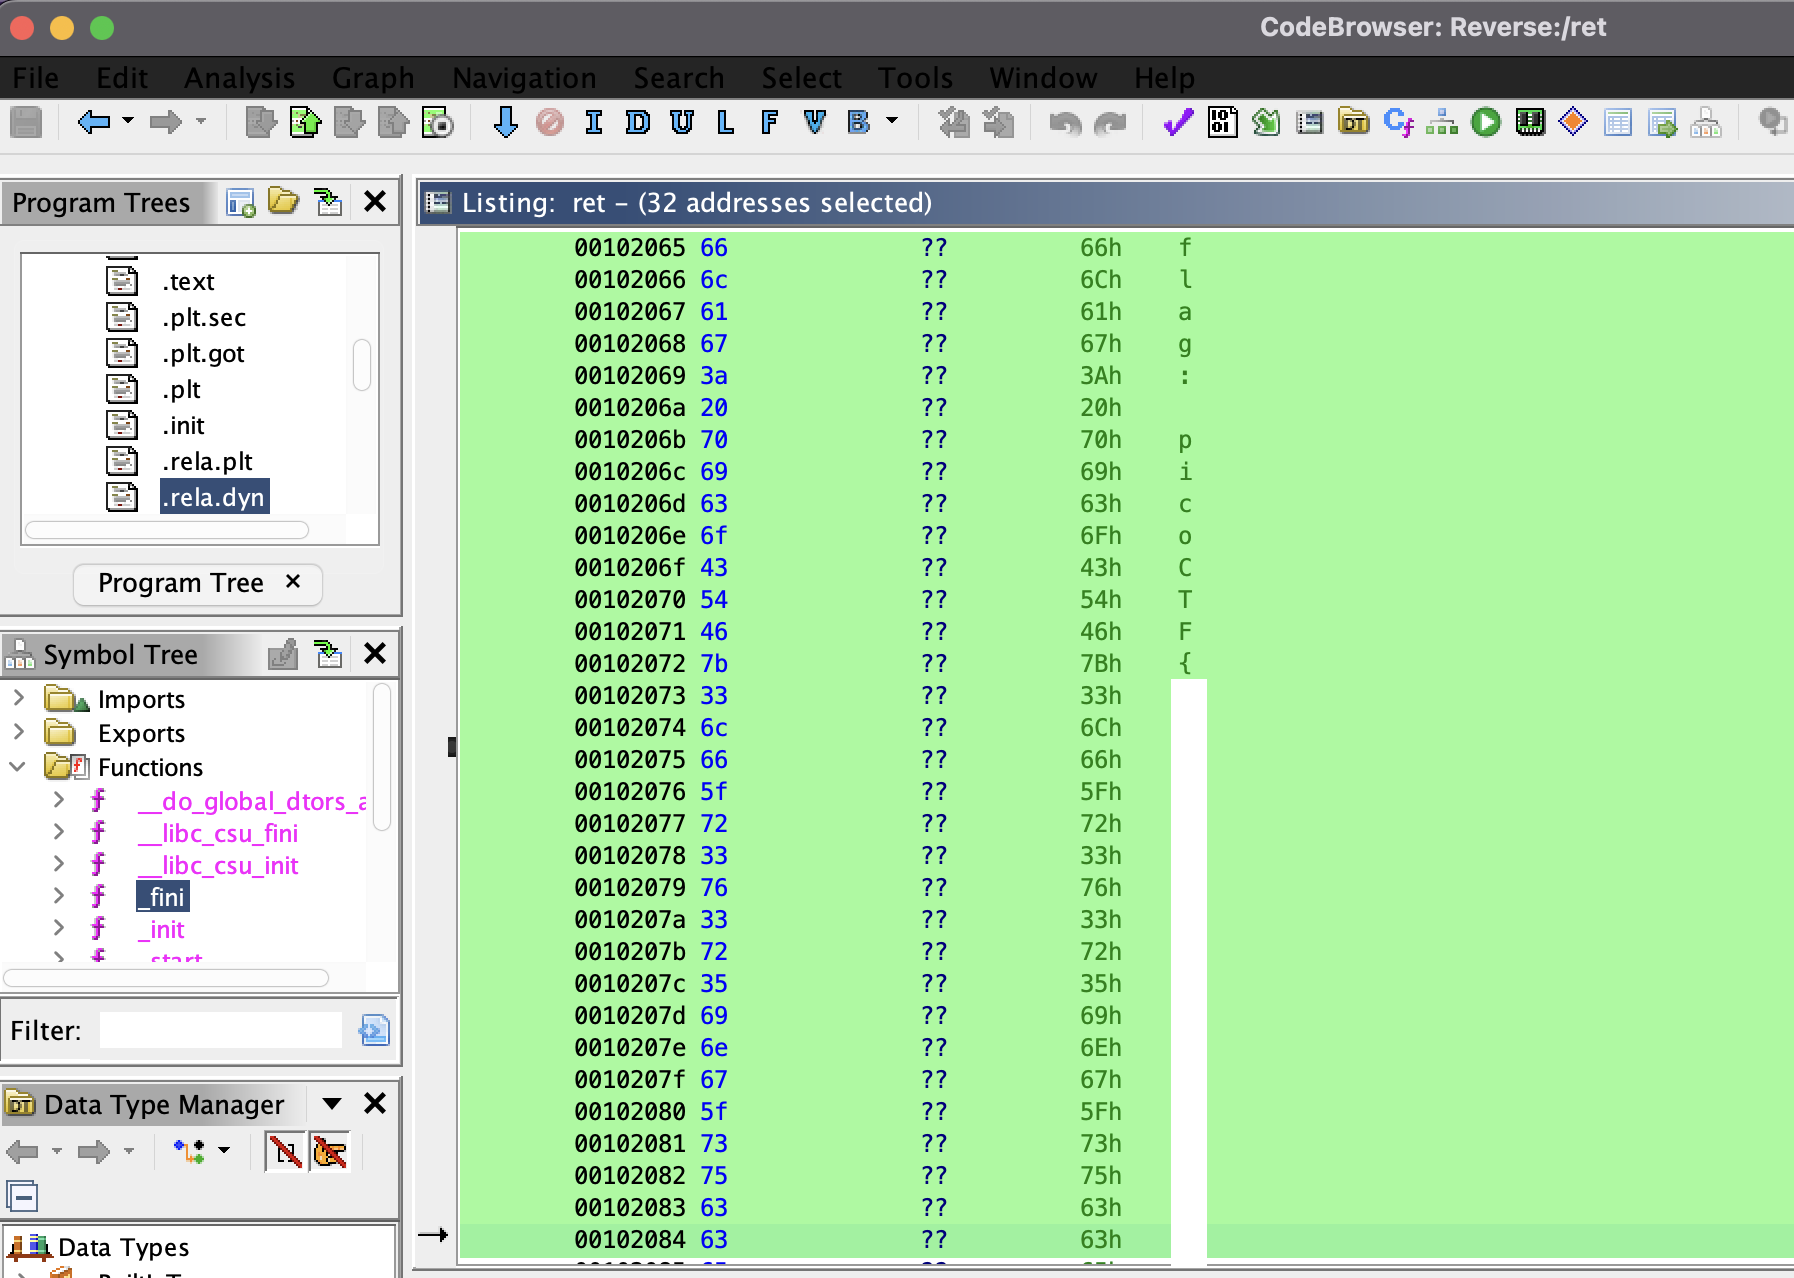 CodeBrowser: Reverse:/ret
File Edit Analysis Graph Navigation Search Select Tools Window Help
I D U L F V B
Program Trees
.text
.plt.sec
.plt.got
.plt
.init
.rela.plt
.rela.dyn
Program Tree
Symbol Tree
Imports
Exports
Functions
f __do_global_dtors_a
f __libc_csu_fini
f __libc_csu_init
f _fini
f _init
f _start
Filter:
Data Type Manager
Data Types
Listing: ret – (32 addresses selected)
00102065 66 ?? 66h f
00102066 6c ?? 6Ch l
00102067 61 ?? 61h a
00102068 67 ?? 67h g
00102069 3a ?? 3Ah :
0010206a 20 ?? 20h
0010206b 70 ?? 70h p
0010206c 69 ?? 69h i
0010206d 63 ?? 63h c
0010206e 6f ?? 6Fh o
0010206f 43 ?? 43h C
00102070 54 ?? 54h T
00102071 46 ?? 46h F
00102072 7b ?? 7Bh {
00102073 33 ?? 33h
00102074 6c ?? 6Ch
00102075 66 ?? 66h
00102076 5f ?? 5Fh
00102077 72 ?? 72h
00102078 33 ?? 33h
00102079 76 ?? 76h
0010207a 33 ?? 33h
0010207b 72 ?? 72h
0010207c 35 ?? 35h
0010207d 69 ?? 69h
0010207e 6e ?? 6Eh
0010207f 67 ?? 67h
00102080 5f ?? 5Fh
00102081 73 ?? 73h
00102082 75 ?? 75h
00102083 63 ?? 63h
00102084 63 ?? 63h